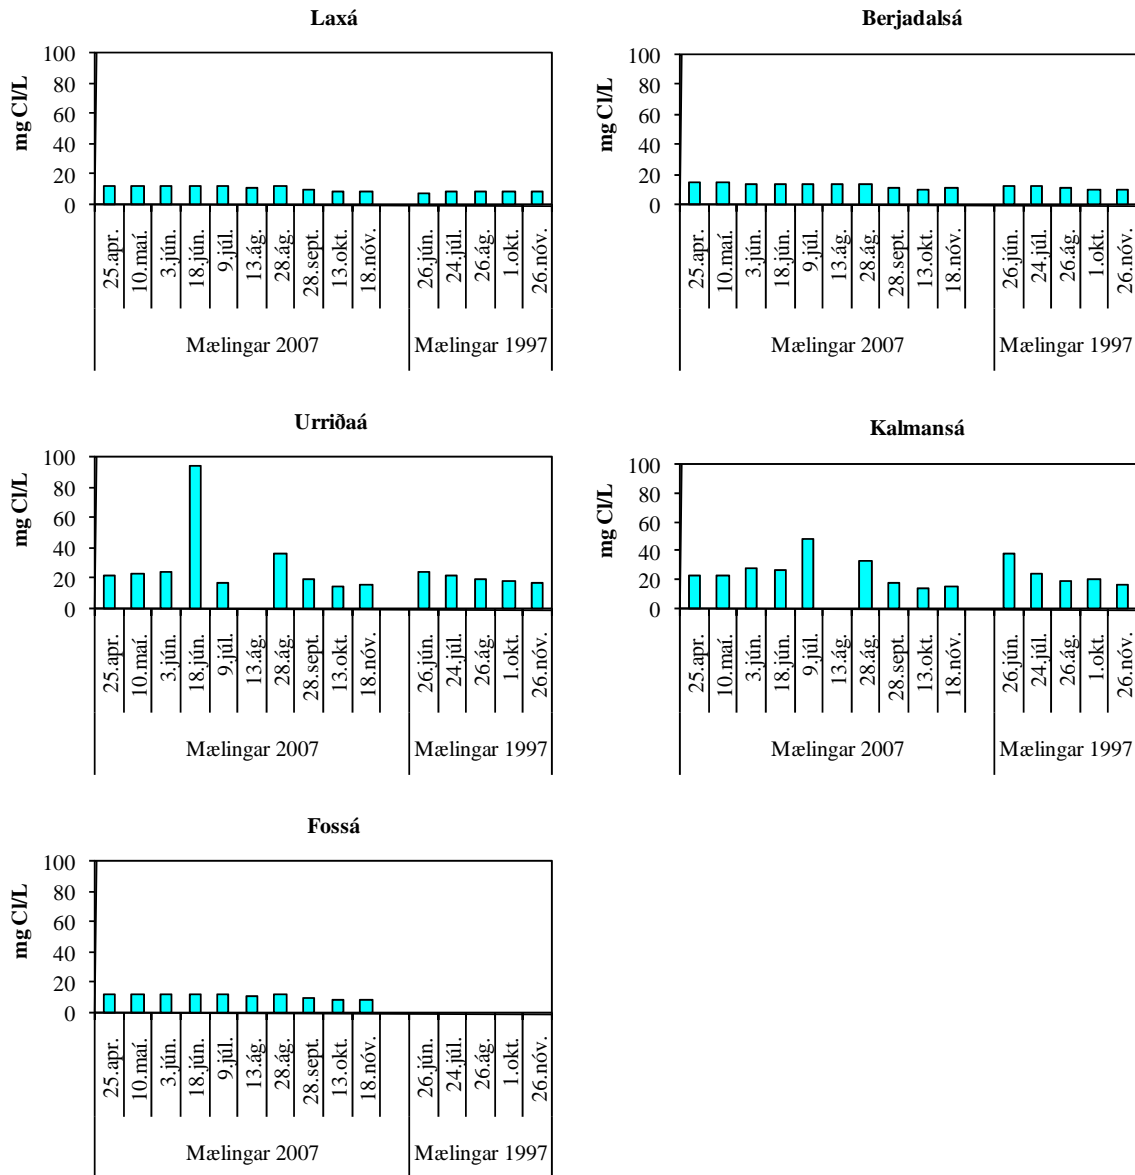 Laxá
mg Cl/L
100
80
60
40
20
0
25.apr.
10.maí.
3.jún.
18.jún.
9.júl.
13.ág.
28.ág.
28.sept.
13.okt.
18.nóv.
26.jún.
24.júl.
26.ág.
1.okt.
26.nóv.
Mælingar 2007
Mælingar 1997
Berjadalsá
mg Cl/L
100
80
60
40
20
0
25.apr.
10.maí.
3.jún.
18.jún.
9.júl.
13.ág.
28.ág.
28.sept.
13.okt.
18.nóv.
26.jún.
24.júl.
26.ág.
1.okt.
26.nóv.
Mælingar 2007
Mælingar 1997
Urriðaá
mg Cl/L
100
80
60
40
20
0
25.apr.
10.maí.
3.jún.
18.jún.
9.júl.
13.ág.
28.ág.
28.sept.
13.okt.
18.nóv.
26.jún.
24.júl.
26.ág.
1.okt.
26.nóv.
Mælingar 2007
Mælingar 1997
Kalmansá
mg Cl/L
100
80
60
40
20
0
25.apr.
10.maí.
3.jún.
18.jún.
9.júl.
13.ág.
28.ág.
28.sept.
13.okt.
18.nóv.
26.jún.
24.júl.
26.ág.
1.okt.
26.nóv.
Mælingar 2007
Mælingar 1997
Fossá
mg Cl/L
100
80
60
40
20
0
25.apr.
10.maí.
3.jún.
18.jún.
9.júl.
13.ág.
28.ág.
28.sept.
13.okt.
18.nóv.
26.jún.
24.júl.
26.ág.
1.okt.
26.nóv.
Mælingar 2007
Mælingar 1997